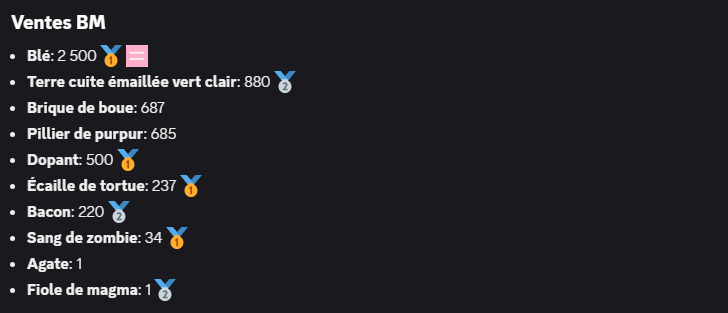 Ventes BM
Blé: 2 500 🥇 🟰
Terre cuite émaillée vert clair: 880 🥈
Brique de boue: 687
Pillier de purpur: 685
Dopant: 500 🥇
Écaille de tortue: 237 🥇
Bacon: 220 🥈
Sang de zombie: 34 🥇
Agate: 1
Fiole de magma: 1 🥈